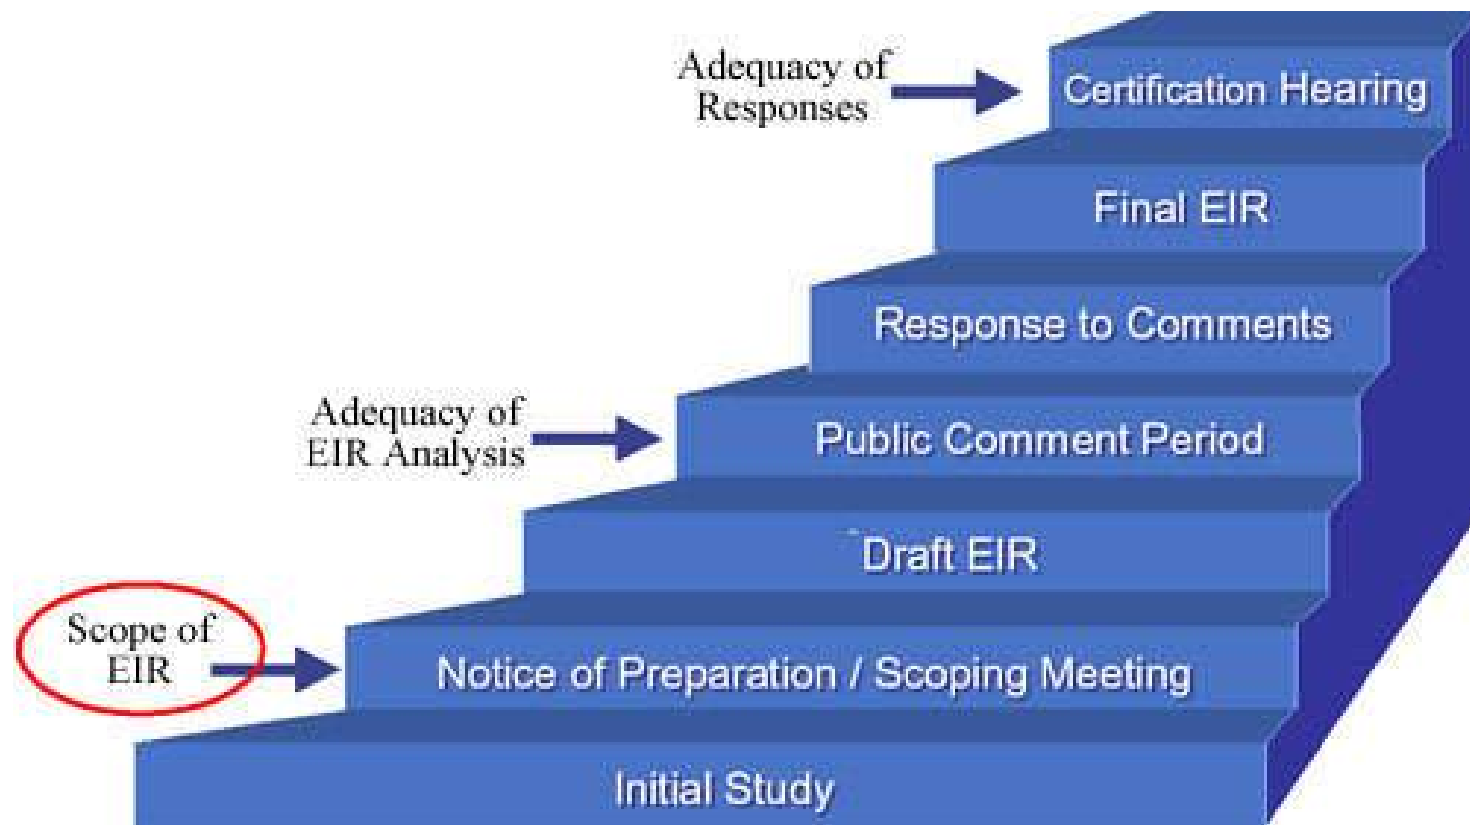 Adequacy of
Responses
Certification Hearing
Final EIR
Response to Comments
Adequacy of
EIR Analysis
Public Comment Period
Draft EIR
Scope of
EIR
Notice of Preparation / Scoping Meeting
Initial Study